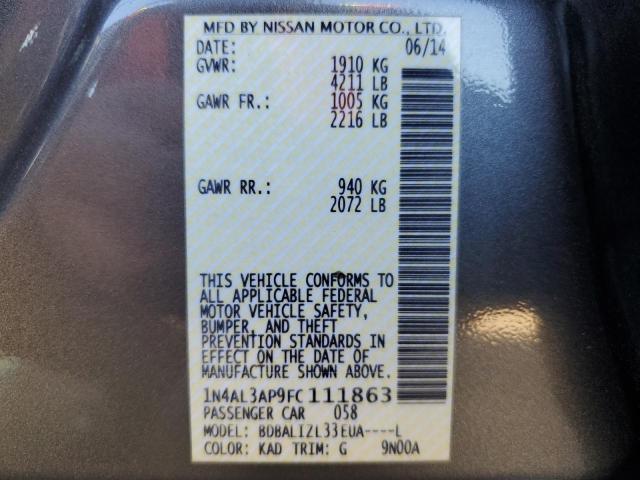 MFD BY NISSAN MOTOR CO., LTD.
DATE: 06/14
GVWR: 1910 KG
4211 LB
GAWR FR.: 1005 KG
2216 LB
GAWR RR.: 940 KG
2072 LB
THIS VEHICLE CONFORMS TO
ALL APPLICABLE FEDERAL
MOTOR VEHICLE SAFETY,
BUMPER, AND THEFT
PREVENTION STANDARDS IN
EFFECT ON THE DATE OF
MANUFACTURE SHOWN ABOVE.
1N4AL3AP9FC111863
PASSENGER CAR 058
MODEL: BDBALIZL33EUA----L
COLOR: KAD TRIM: G 9N00A